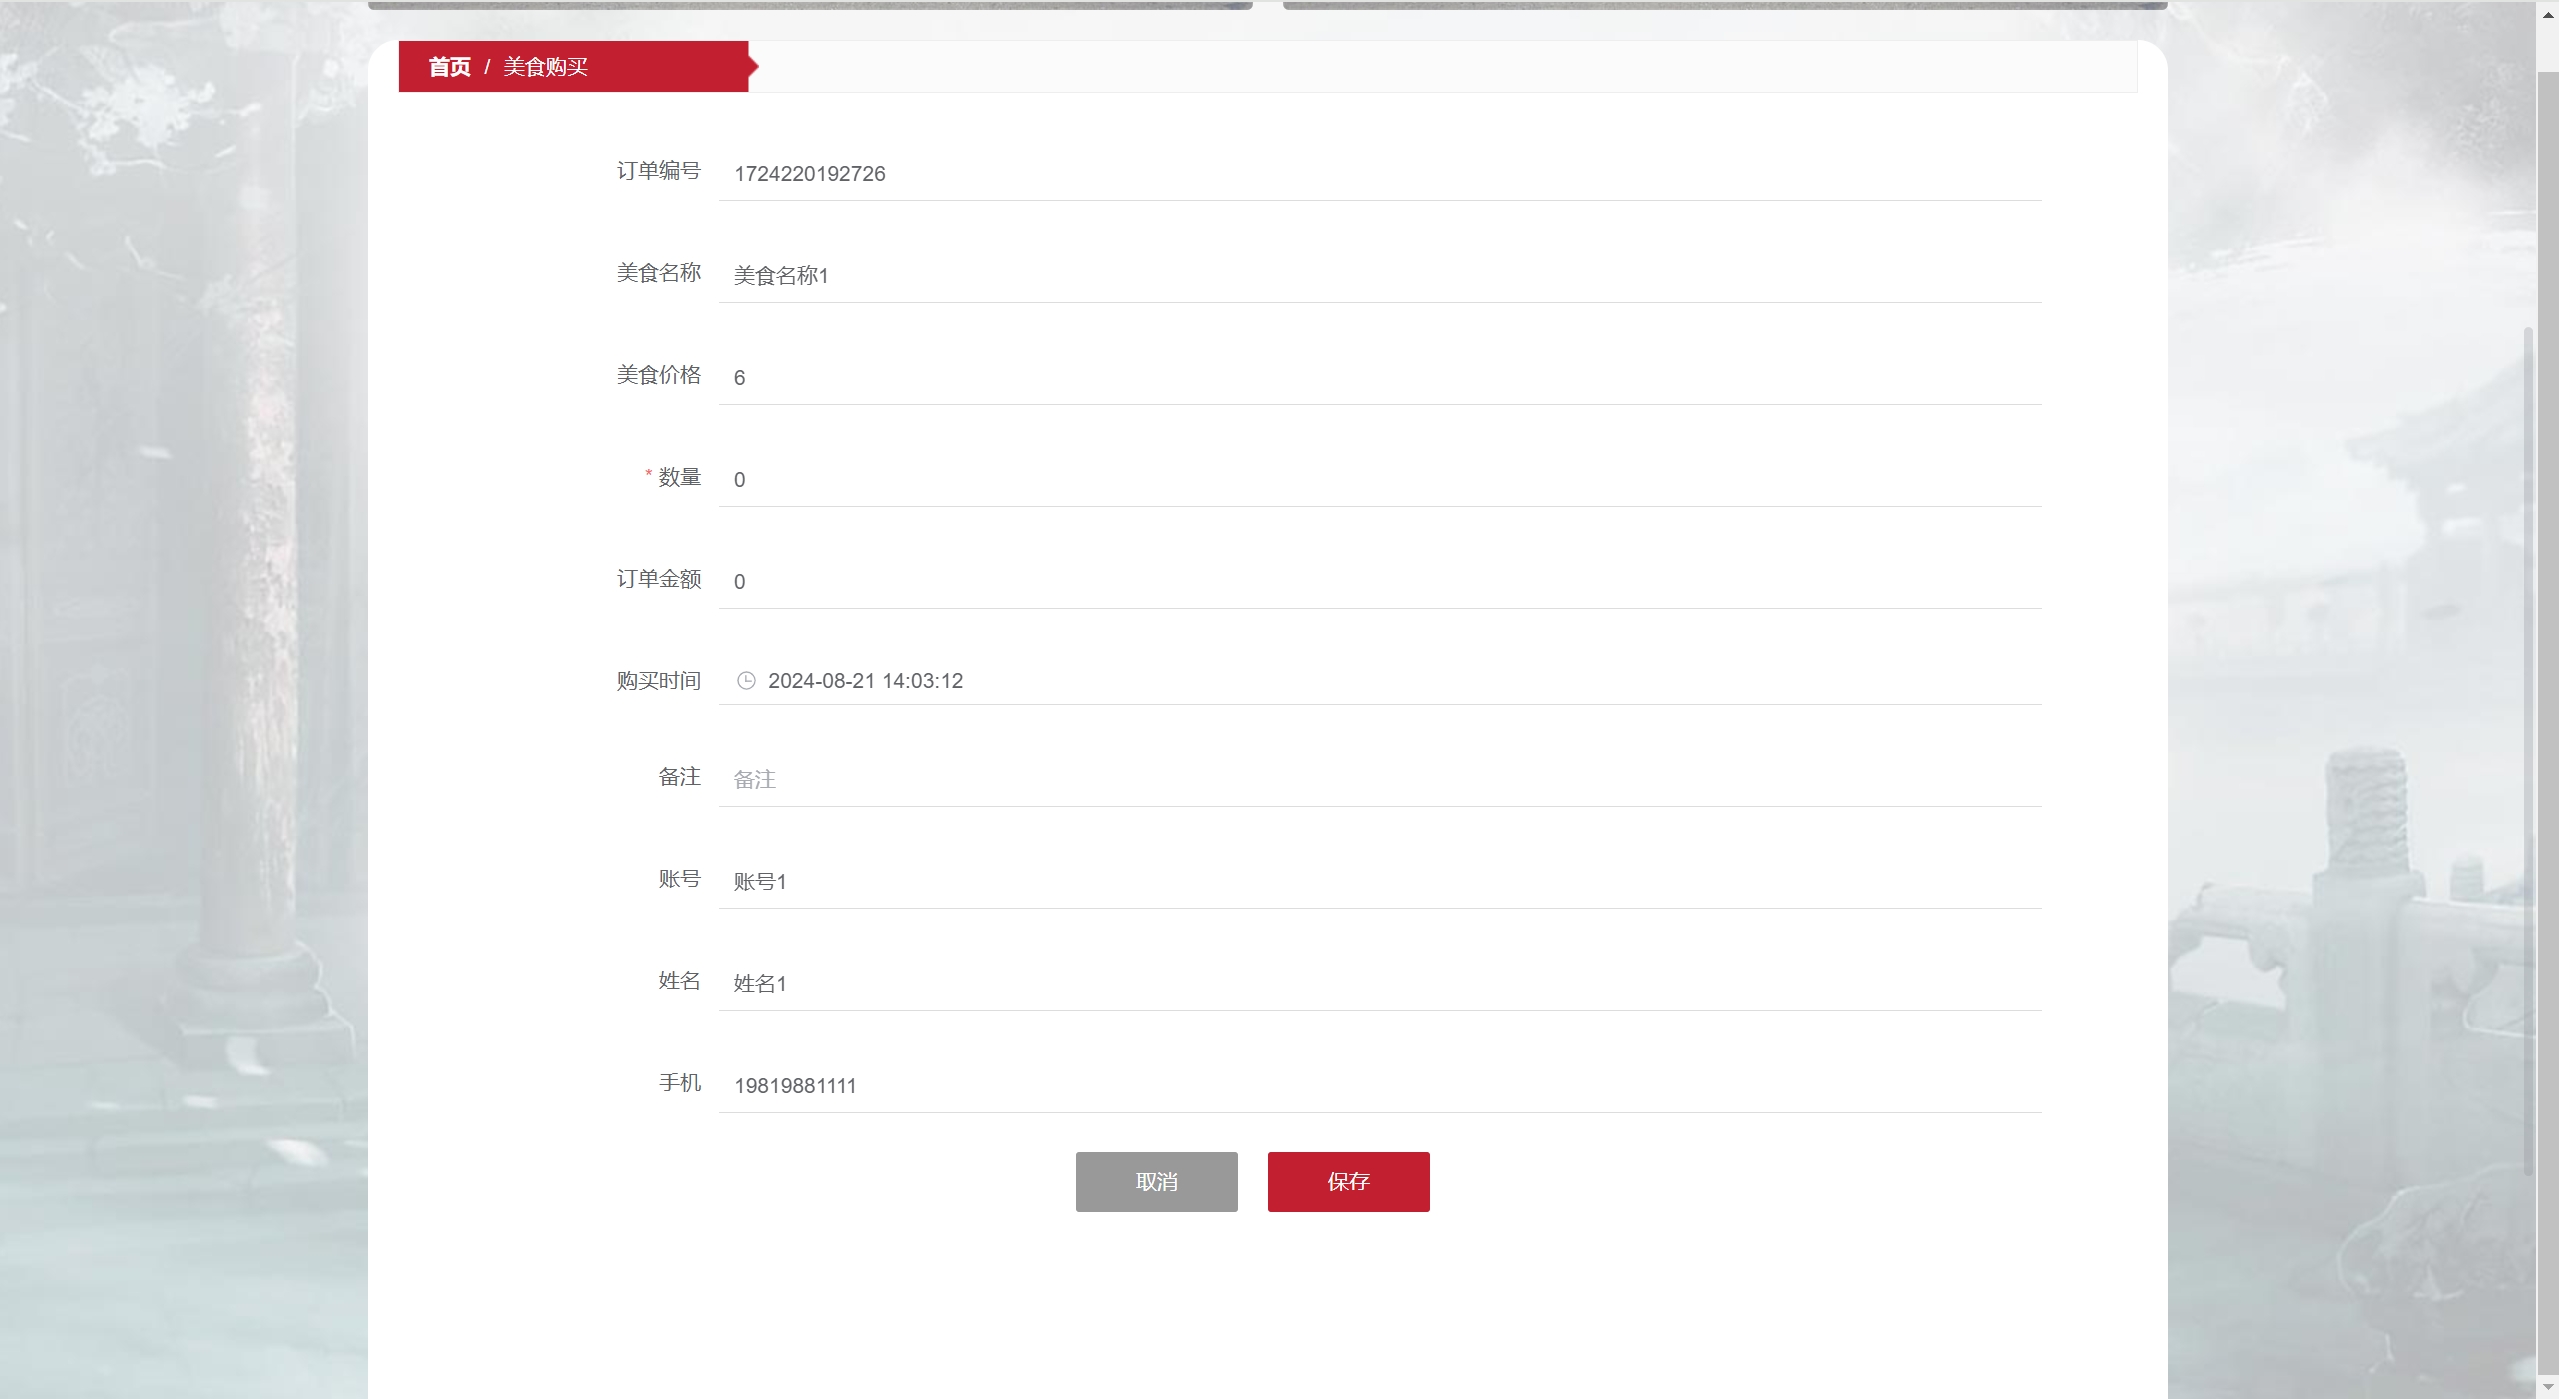 首页 / 美食购买
订单编号 1724220192726
美食名称 美食名称1
美食价格 6
* 数量 0
订单金额 0
购买时间 2024-08-21 14:03:12
备注 备注
账号 账号1
姓名 姓名1
手机 19819881111
取消 保存